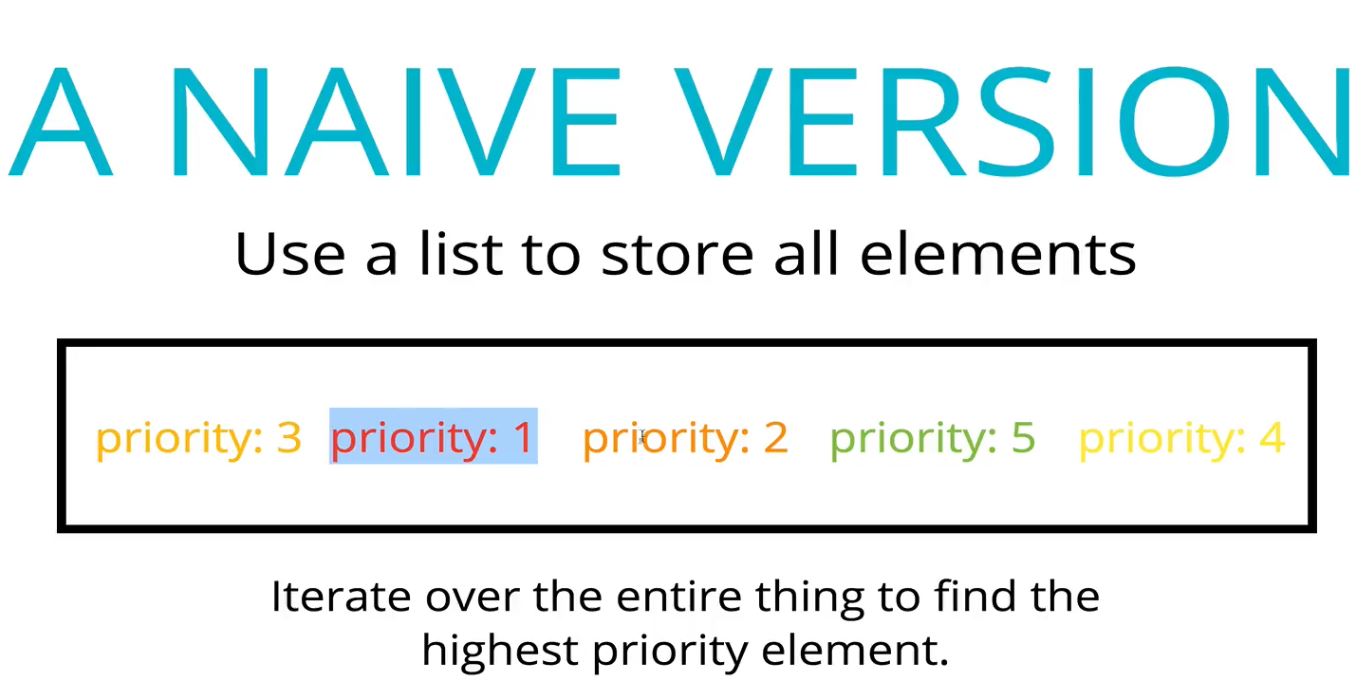 A NAIVE VERSION
Use a list to store all elements
priority: 3 priority: 1 priority: 2 priority: 5 priority: 4
Iterate over the entire thing to find the
highest priority element.